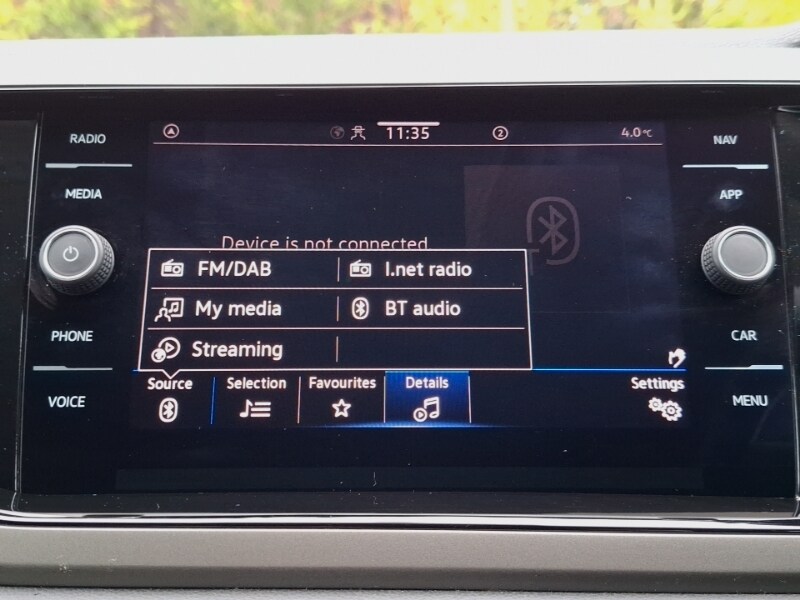 RADIO
MEDIA
PHONE
VOICE
11:35
2
4.0°C
Device is not connected
FM/DAB
I.net radio
My media
BT audio
Streaming
Source
Selection
Favourites
Details
Settings
NAV
APP
CAR
MENU